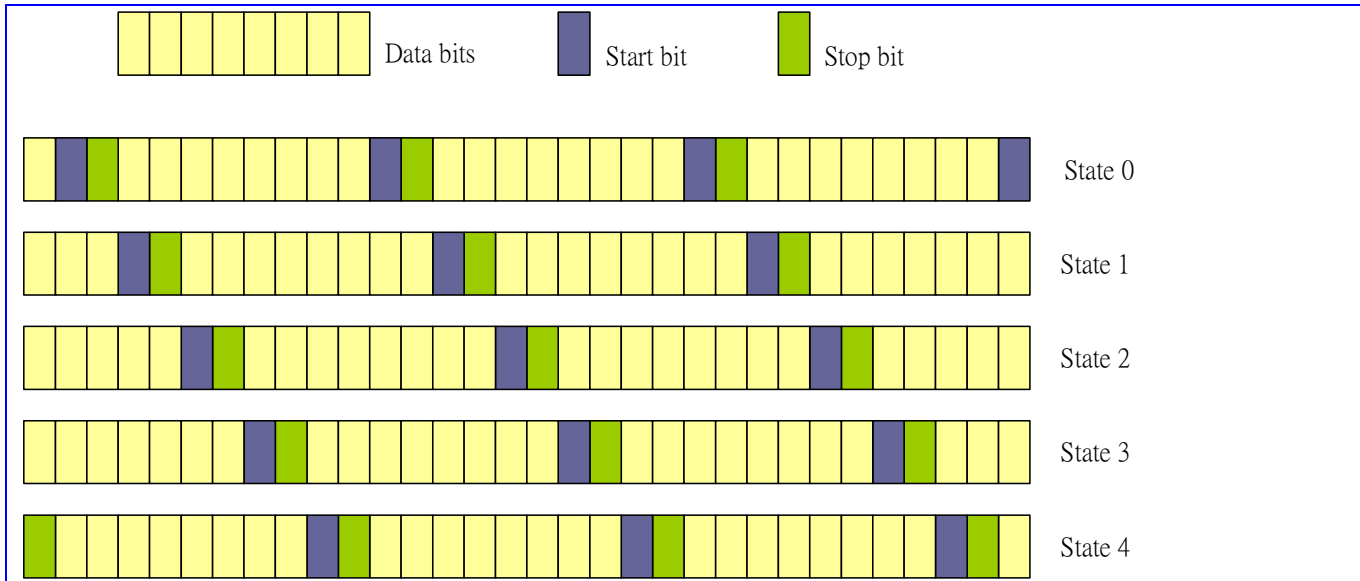 Data bits
Start bit
Stop bit
State 0
State 1
State 2
State 3
State 4